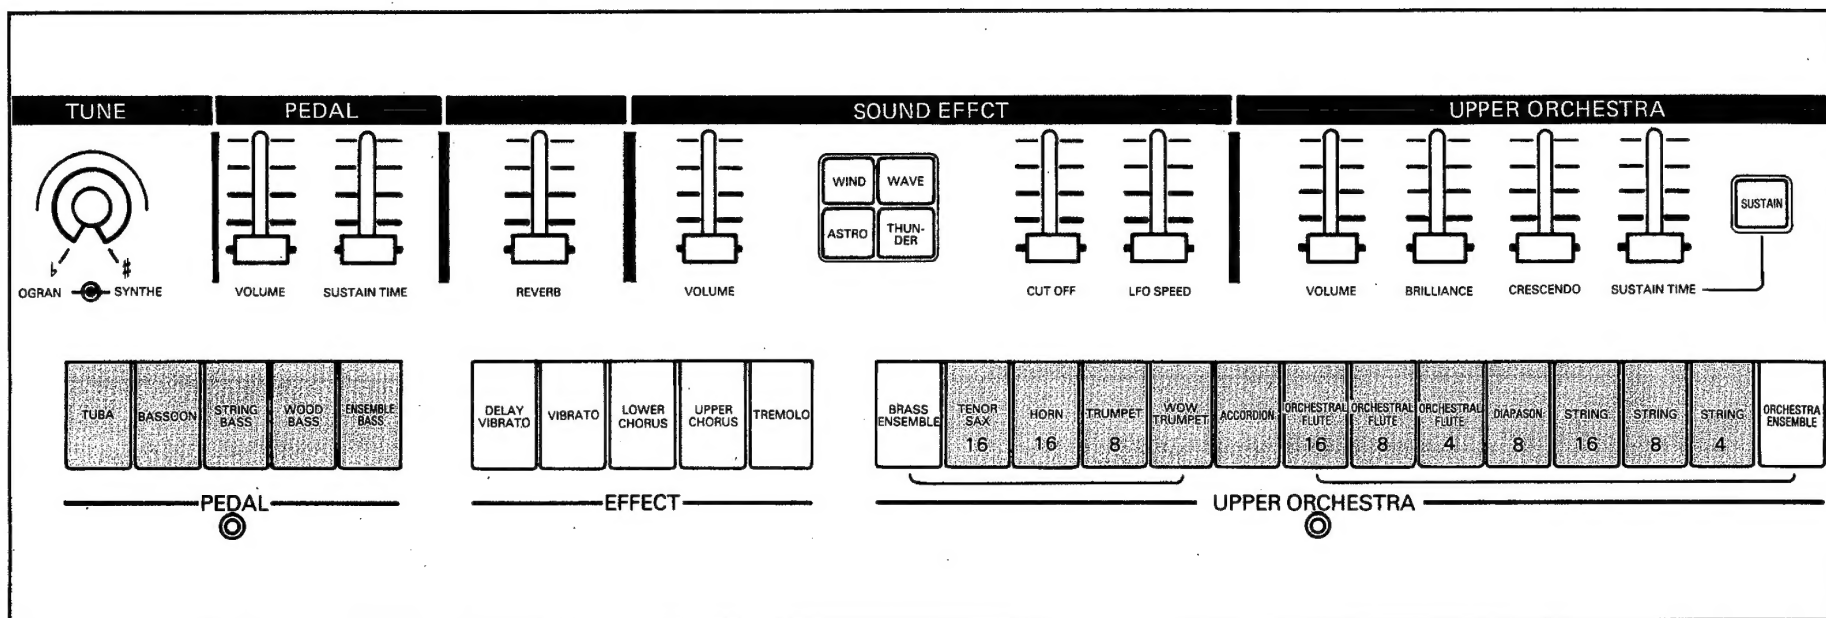 TUNE
PEDAL
SOUND EFFCT
UPPER ORCHESTRA
♭
♯
OGRAN
SYNTHE
VOLUME
SUSTAIN TIME
REVERB
VOLUME
WIND
WAVE
ASTRO
THUN-
DER
CUT OFF
LFO SPEED
VOLUME
BRILLIANCE
CRESCENDO
SUSTAIN TIME
SUSTAIN
TUBA
BASSOON
STRING
BASS
WOOD
BASS
ENSEMBLE
BASS
PEDAL
DELAY
VIBRATO
VIBRATO
LOWER
CHORUS
UPPER
CHORUS
TREMOLO
EFFECT
BRASS
ENSEMBLE
TENOR
SAX
16
HORN
16
TRUMPET
8
WOW
TRUMPET
ACCORDION
ORCHESTRAL
FLUTE
16
ORCHESTRAL
FLUTE
8
ORCHESTRAL
FLUTE
4
DIAPASON
8
STRING
16
STRING
8
STRING
4
ORCHESTRA
ENSEMBLE
UPPER ORCHESTRA